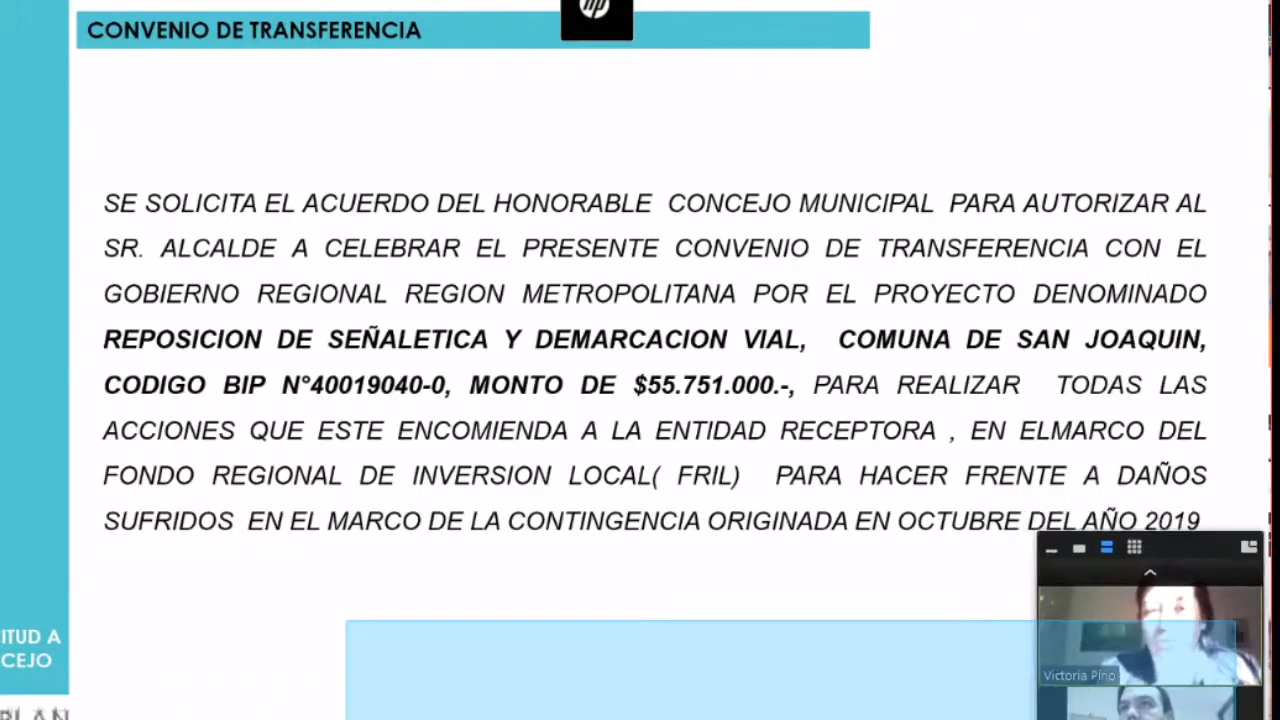 CONVENIO DE TRANSFERENCIA
hp
SE SOLICITA EL ACUERDO DEL HONORABLE CONCEJO MUNICIPAL PARA AUTORIZAR AL
SR. ALCALDE A CELEBRAR EL PRESENTE CONVENIO DE TRANSFERENCIA CON EL
GOBIERNO REGIONAL REGION METROPOLITANA POR EL PROYECTO DENOMINADO
REPOSICION DE SEÑALETICA Y DEMARCACION VIAL, COMUNA DE SAN JOAQUIN,
CODIGO BIP N°40019040-0, MONTO DE $55.751.000.-, PARA REALIZAR TODAS LAS
ACCIONES QUE ESTE ENCOMIENDA A LA ENTIDAD RECEPTORA , EN ELMARCO DEL
FONDO REGIONAL DE INVERSION LOCAL( FRIL) PARA HACER FRENTE A DAÑOS
SUFRIDOS EN EL MARCO DE LA CONTINGENCIA ORIGINADA EN OCTUBRE DEL AÑO 2019
ITUD A
CEJO
Victoria Pino